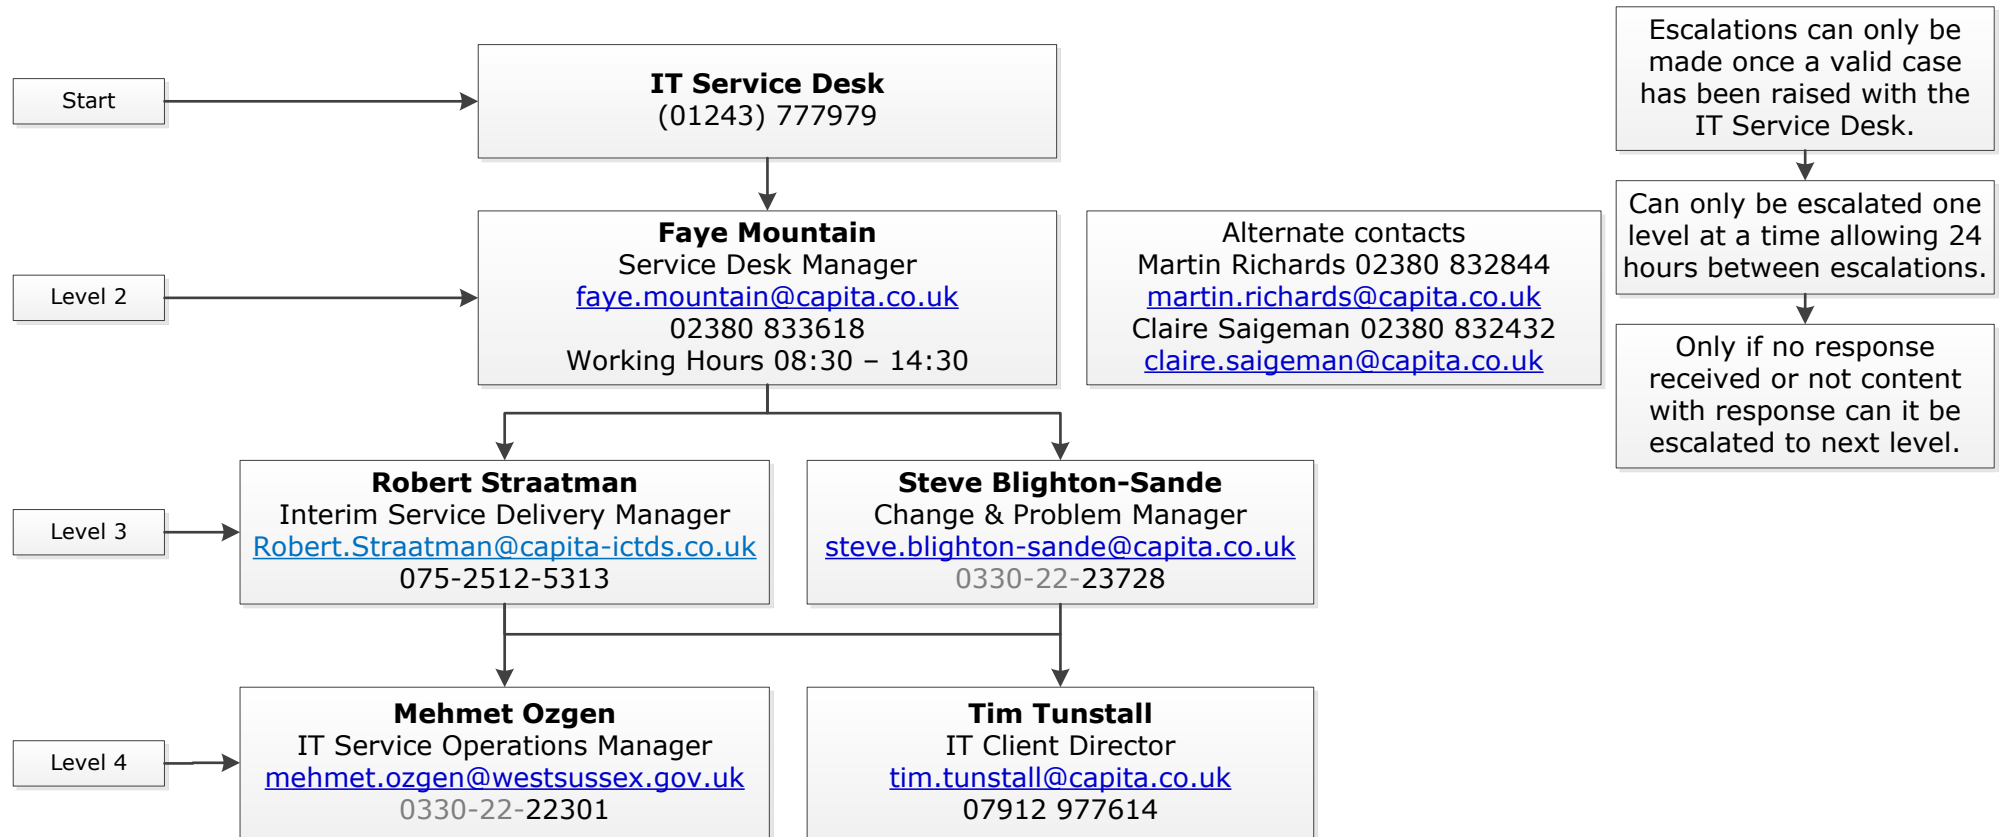 Start
IT Service Desk
(01243) 777979
Level 2
Faye Mountain
Service Desk Manager
faye.mountain@capita.co.uk
02380 833618
Working Hours 08:30 – 14:30
Alternate contacts
Martin Richards 02380 832844
martin.richards@capita.co.uk
Claire Saigeman 02380 832432
claire.saigeman@capita.co.uk
Level 3
Robert Straatman
Interim Service Delivery Manager
Robert.Straatman@capita-ictds.co.uk
075-2512-5313
Steve Blighton-Sande
Change & Problem Manager
steve.blighton-sande@capita.co.uk
0330-22-23728
Level 4
Mehmet Ozgen
IT Service Operations Manager
mehmet.ozgen@westsussex.gov.uk
0330-22-22301
Tim Tunstall
IT Client Director
tim.tunstall@capita.co.uk
07912 977614
Escalations can only be
made once a valid case
has been raised with the
IT Service Desk.
Can only be escalated one
level at a time allowing 24
hours between escalations.
Only if no response
received or not content
with response can it be
escalated to next level.